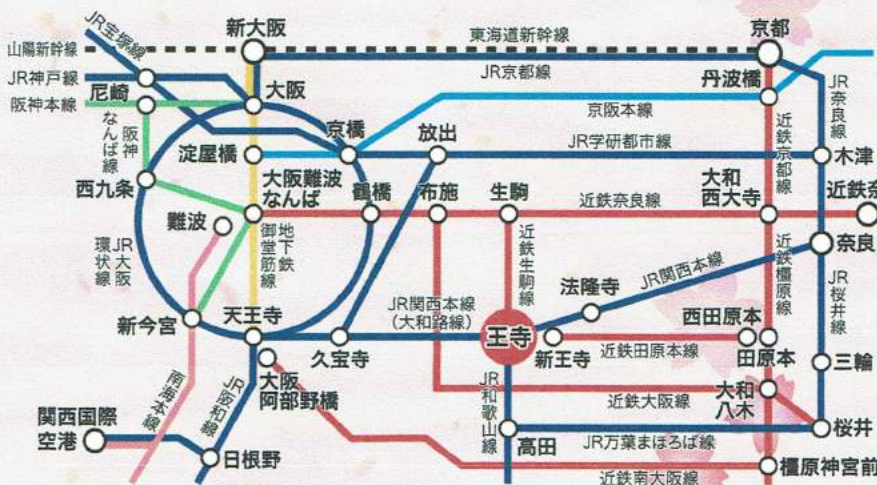 JR宝塚線
新大阪
東海道新幹線
京都
山陽新幹線
JR京都線
JR神戸線
尼崎
大阪
丹波橋
阪神本線
京橋
放出
京阪本線
JR奈良線
阪神なんば線
淀屋橋
JR学研都市線
近鉄京都線
木津
西九条
大阪難波
なんば
鶴橋
布施
生駒
近鉄奈良線
大和
西大寺
近鉄奈
難波
地下鉄
御堂筋線
近鉄生駒線
近鉄橿原線
奈良
JR大阪
環状線
JR関西本線
法隆寺
JR桜井線
新今宮
天王寺
JR関西本線
(大和路線)
王寺
西田原本
久宝寺
新王寺
近鉄田原本線
田原本
三輪
南海本線
JR阪和線
大阪
阿部野橋
JR和歌山線
近鉄大阪線
大和
八木
関西国際
空港
高田
JR万葉まほろば線
桜井
日根野
近鉄南大阪線
橿原神宮前